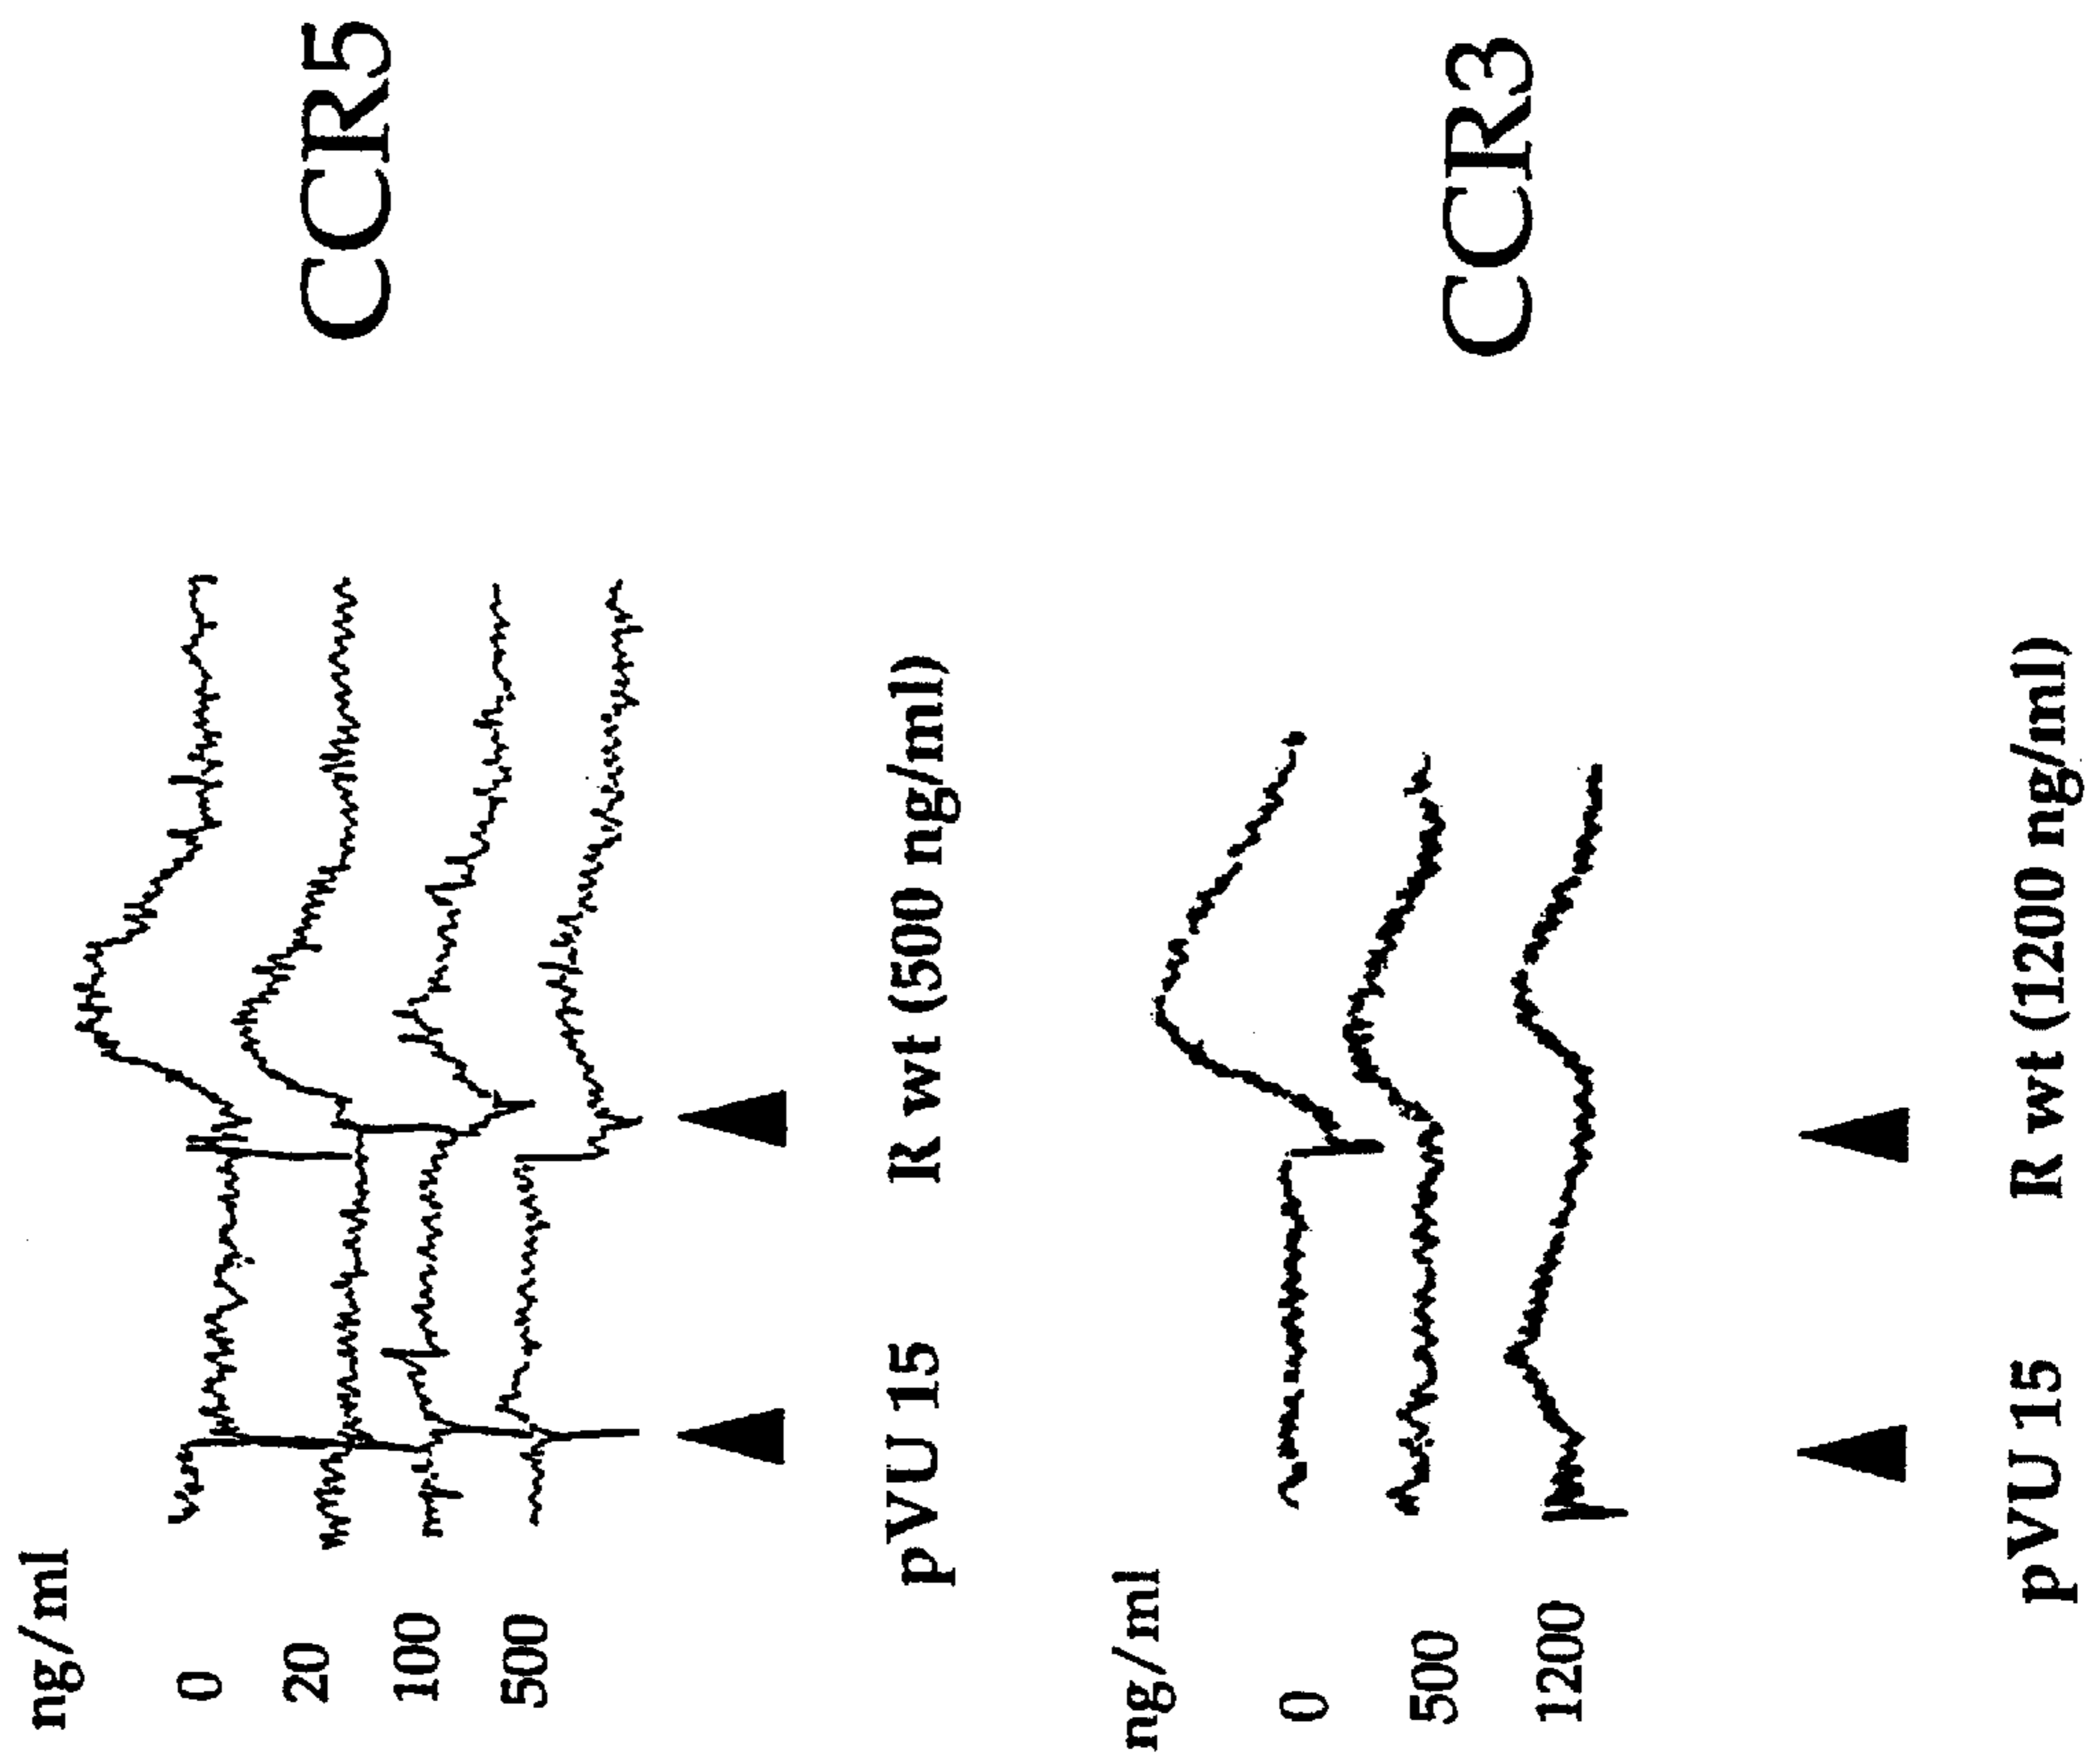 ng/ml
0
20
100
500
pVU 15
R wt (500 ng/ml)
CCR5
ng/ml
0
500
1200
pVU 15
R wt (1200 ng/ml)
CCR3